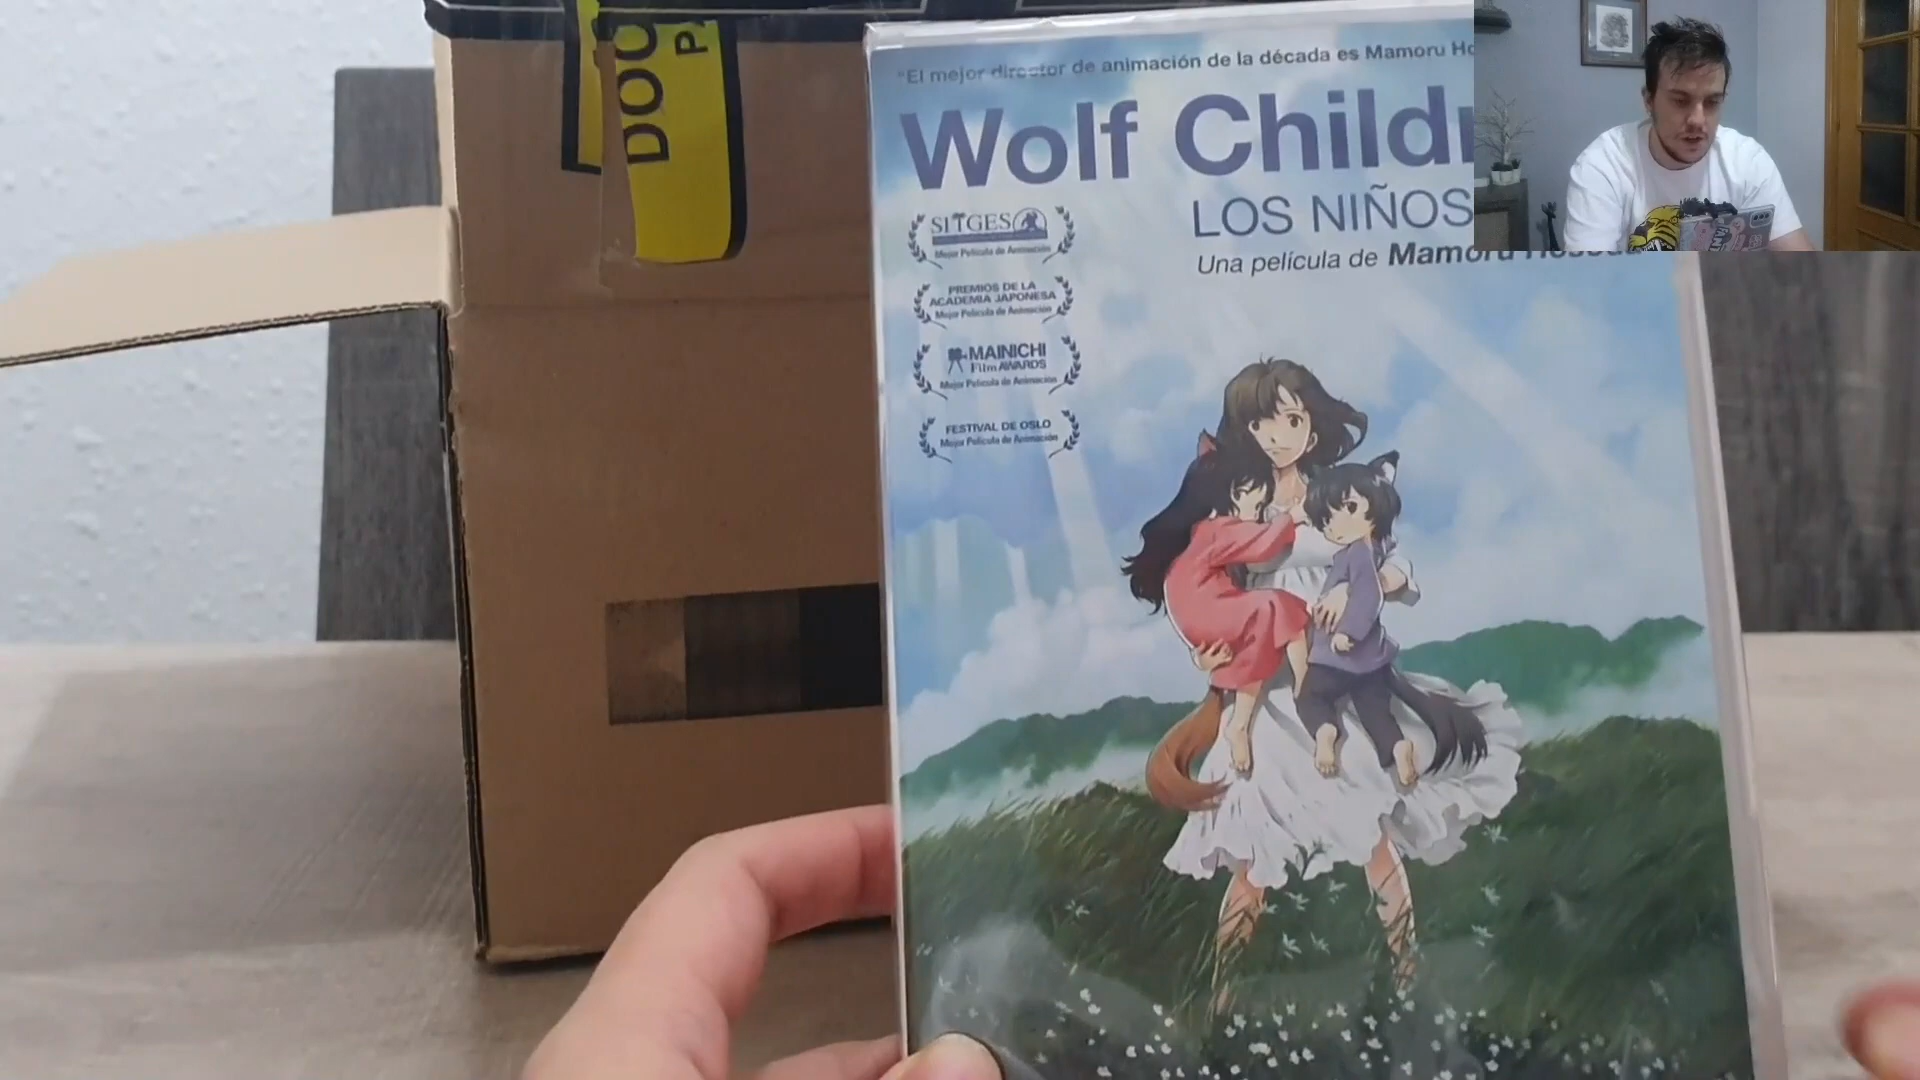 DOC
P
"El mejor director de animación de la década es Mamoru Ho
Wolf Childr
LOS NIÑOS
Una película de Mamoru Hosoda
SITGES
Mejor Película de Animación
PREMIOS DE LA
ACADEMIA JAPONESA
Mejor Película de Animación
MAINICHI
Film AWARDS
Mejor Película de Animación
FESTIVAL DE OSLO
Mejor Película de Animación